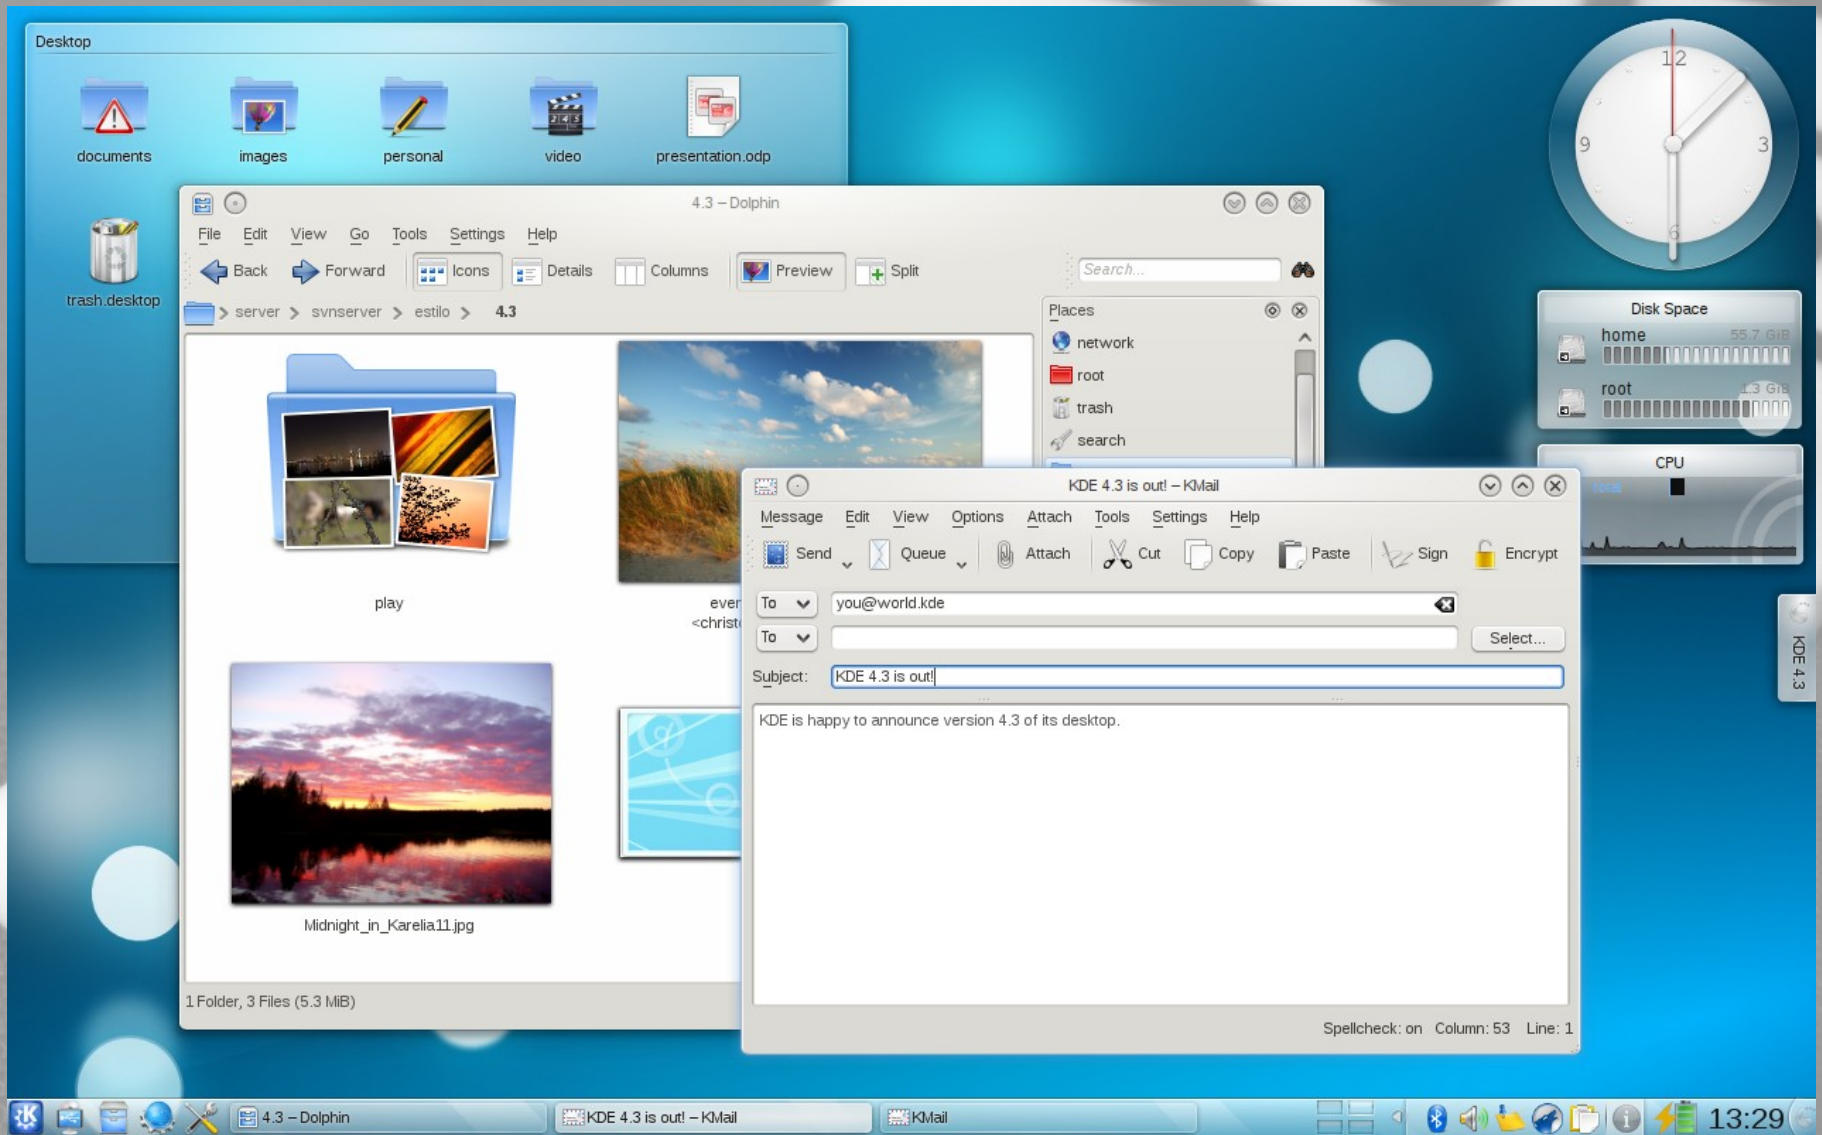 Desktop
documents
images
personal
video
presentation.odp
trash.desktop
4.3 – Dolphin
File Edit View Go Tools Settings Help
Back Forward Icons Details Columns Preview Split
Search...
server > svnserver > estilo > 4.3
Places
network
root
trash
search
play
Midnight_in_Karelia11.jpg
1 Folder, 3 Files (5.3 MiB)
KDE 4.3 is out! – KMail
Message Edit View Options Attach Tools Settings Help
Send Queue Attach Cut Copy Paste Sign Encrypt
To you@world.kde
To
Select...
Subject: KDE 4.3 is out!
KDE is happy to announce version 4.3 of its desktop.
Spellcheck: on Column: 53 Line: 1
12
3
6
9
Disk Space
home 55.7 GiB
root 1.3 GiB
CPU
total
KDE 4.3
4.3 – Dolphin
KDE 4.3 is out! – KMail
KMail
13:29